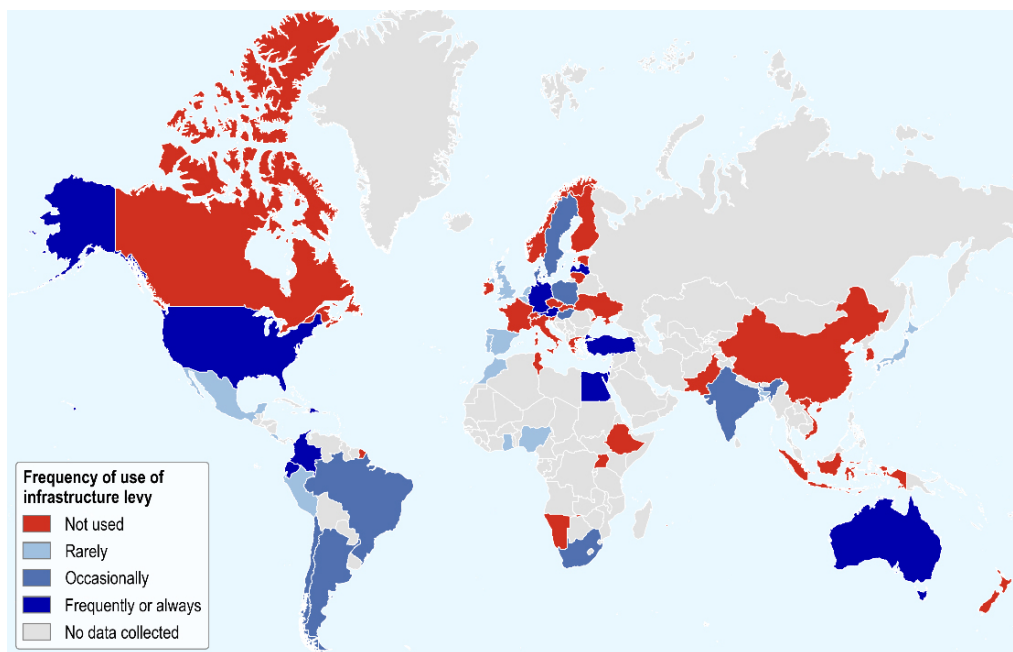 Frequency of use of
infrastructure levy
Not used
Rarely
Occasionally
Frequently or always
No data collected